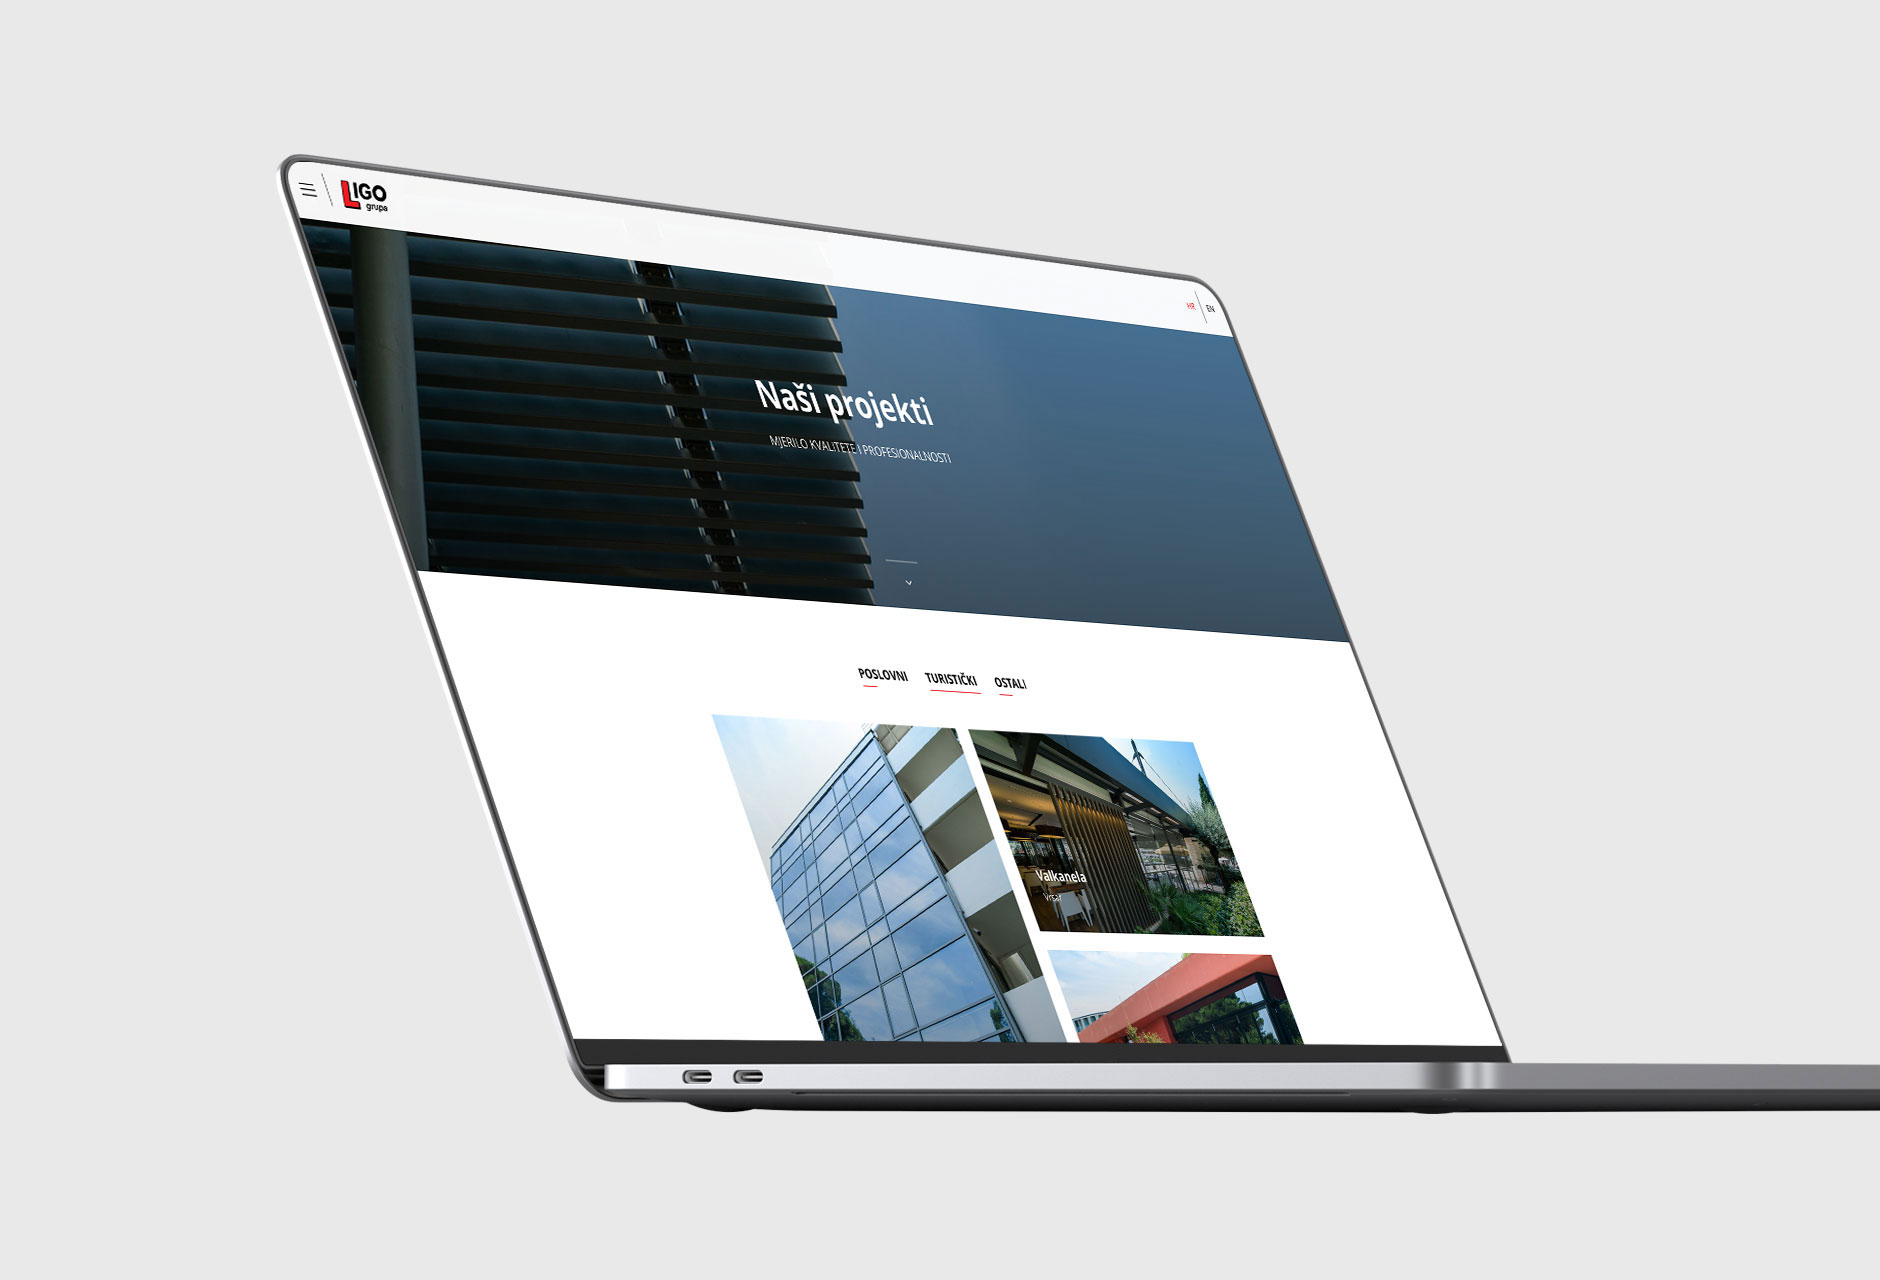 LIGO
grupa
HR
EN
Naši projekti
MJERILO KVALITETE I PROFESIONALNOSTI
POSLOVNI
TURISTIČKI
OSTALI
Valkanela
Vrsar